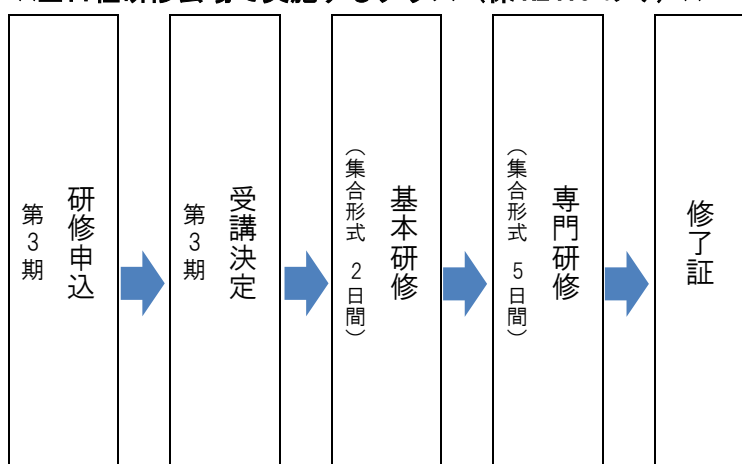 研修申込
第3期
受講決定
第3期
基本研修
（集合形式　2日間）
専門研修
（集合形式　5日間）
修了証